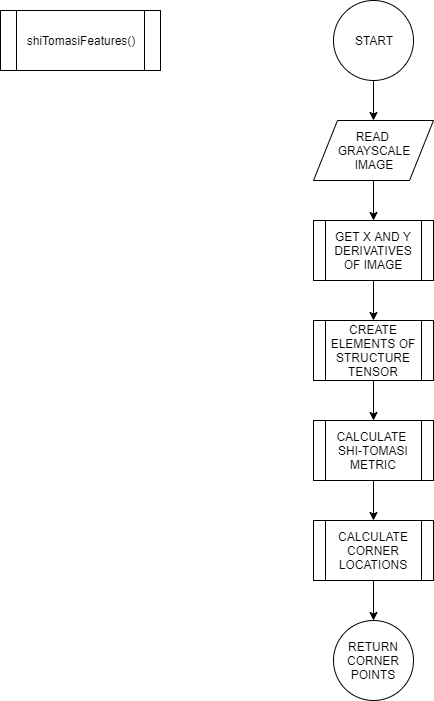 shiTomasiFeatures()
START
READ
GRAYSCALE
IMAGE
GET X AND Y
DERIVATIVES
OF IMAGE
CREATE
ELEMENTS OF
STRUCTURE
TENSOR
CALCULATE
SHI-TOMASI
METRIC
CALCULATE
CORNER
LOCATIONS
RETURN
CORNER
POINTS